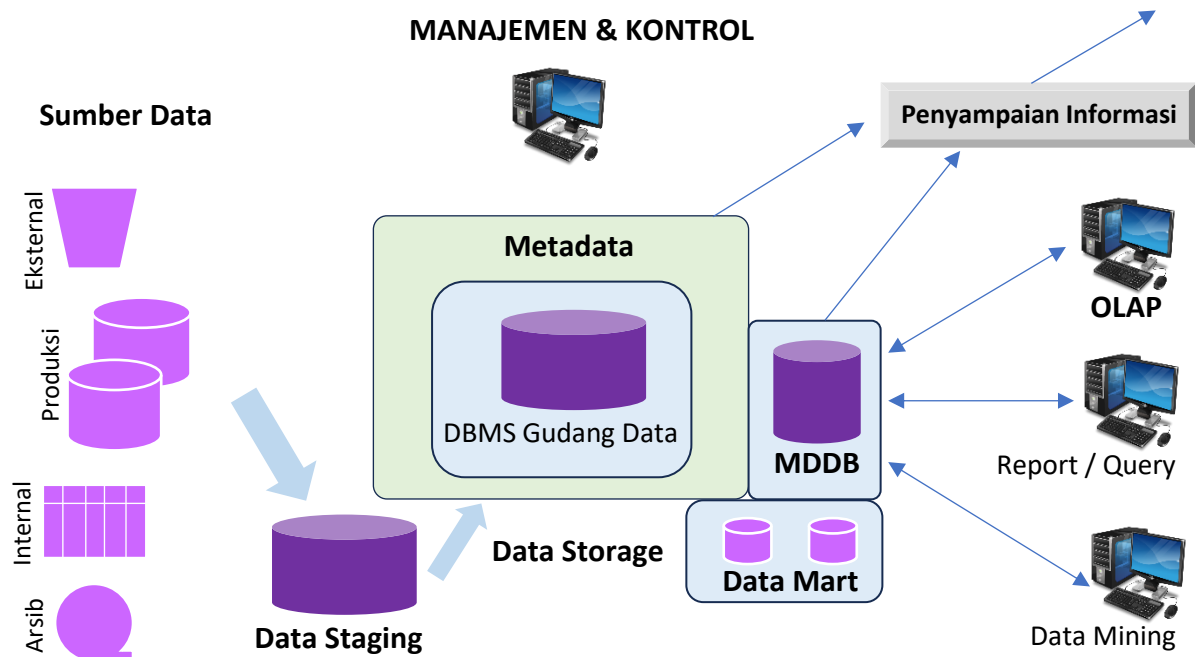 MANAJEMEN & KONTROL
Sumber Data
Penyampaian Informasi
Eksternal
Produksi
Internal
Arsib
Metadata
DBMS Gudang Data
MDDB
Data Storage
Data Mart
Data Staging
OLAP
Report / Query
Data Mining